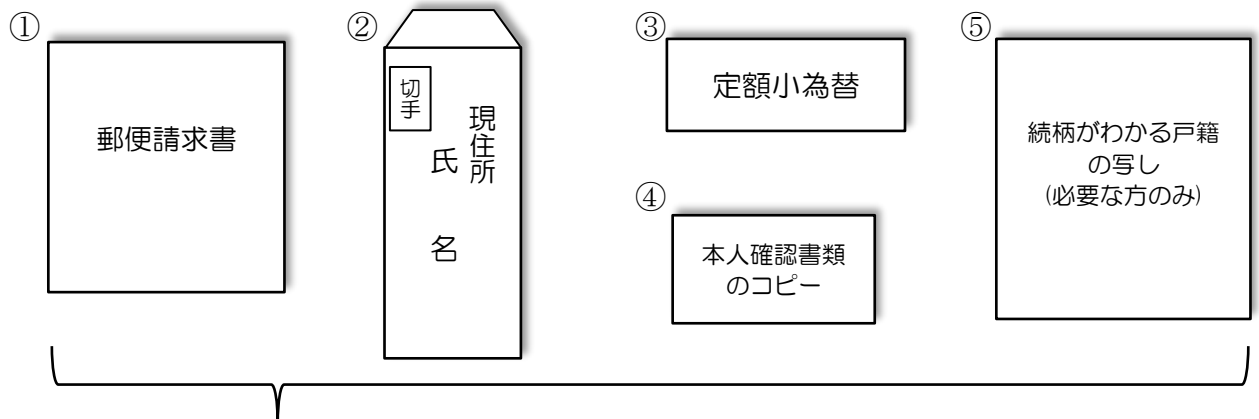 ①
郵便請求書
②
切手
現住所
氏名
③
定額小為替
④
本人確認書類
のコピー
⑤
続柄がわかる戸籍
の写し
(必要な方のみ)